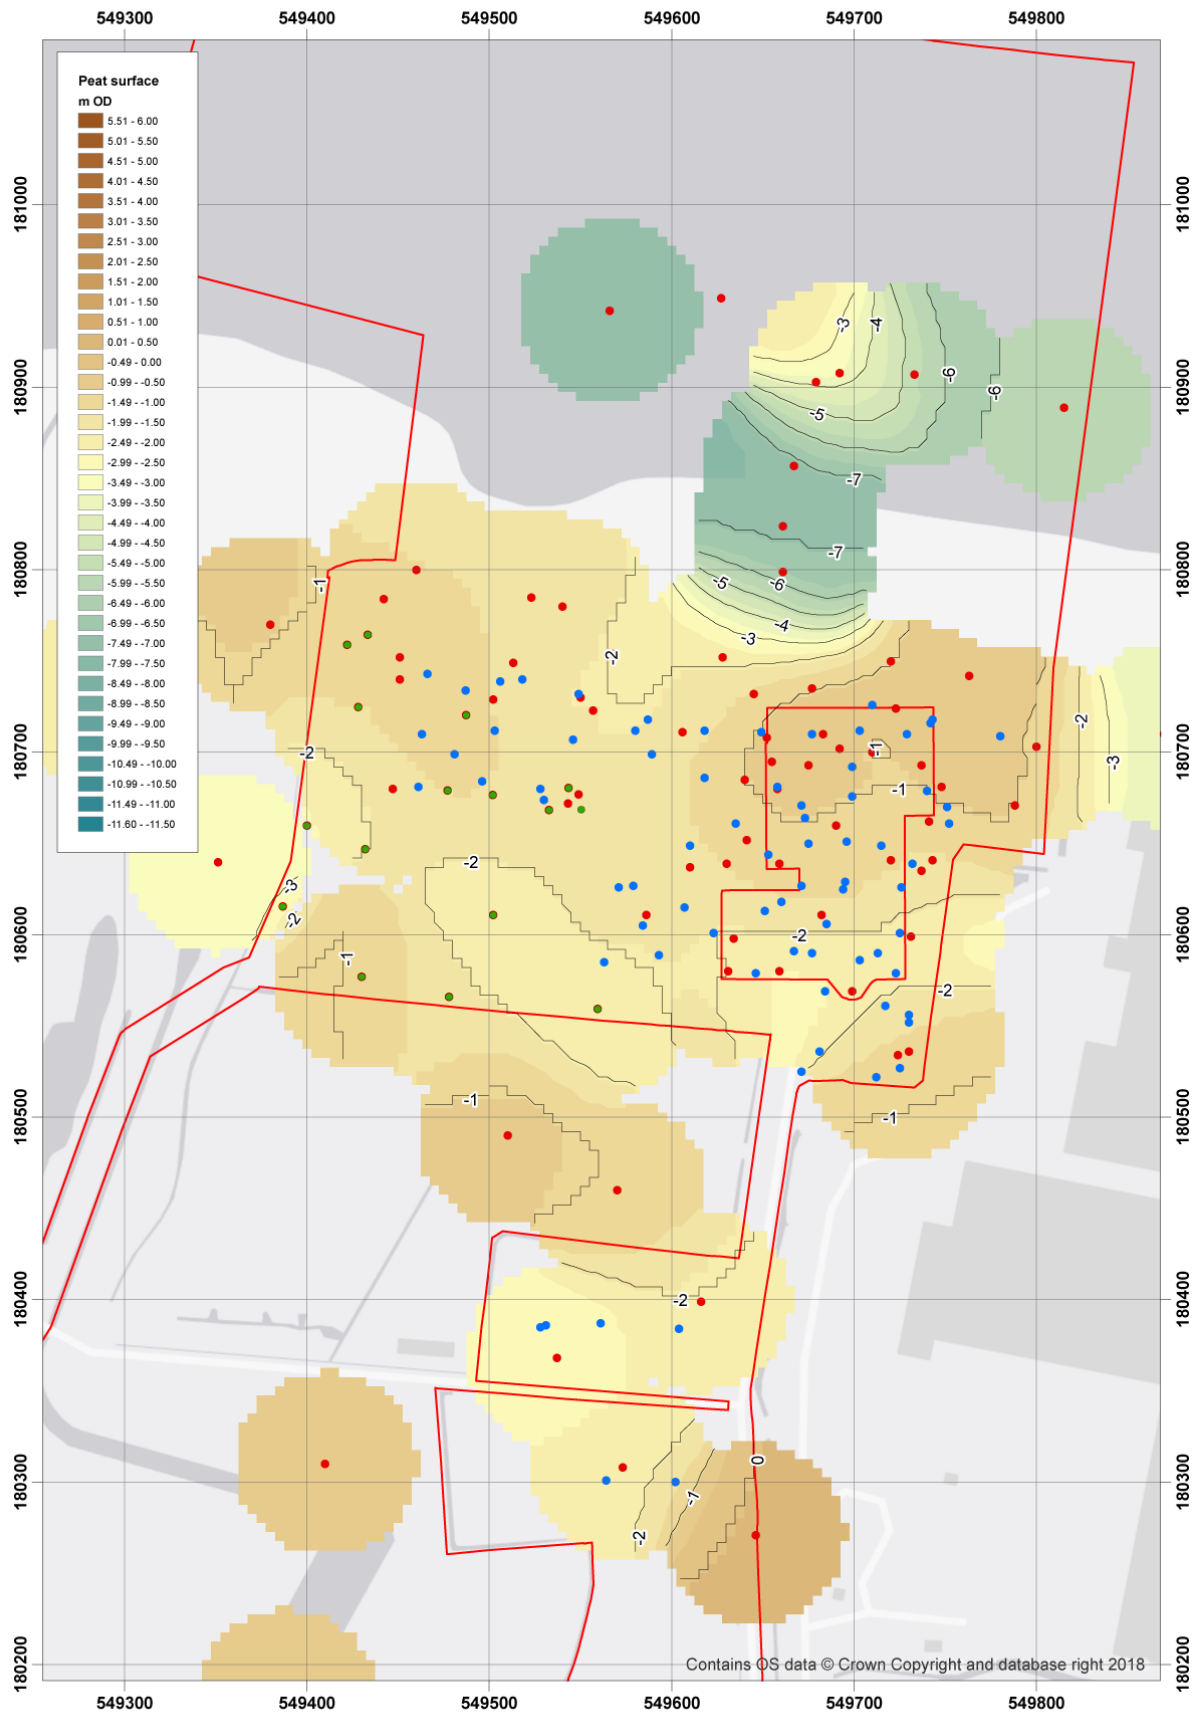 549300 549400 549500 549600 549700 549800
Peat surface
m OD
5.51 - 6.00
5.01 - 5.50
4.51 - 5.00
4.01 - 4.50
3.51 - 4.00
3.01 - 3.50
2.51 - 3.00
2.01 - 2.50
1.51 - 2.00
1.01 - 1.50
0.51 - 1.00
0.01 - 0.50
-0.49 - 0.00
-0.99 - -0.50
-1.49 - -1.00
-1.99 - -1.50
-2.49 - -2.00
-2.99 - -2.50
-3.49 - -3.00
-3.99 - -3.50
-4.49 - -4.00
-4.99 - -4.50
-5.49 - -5.00
-5.99 - -5.50
-6.49 - -6.00
-6.99 - -6.50
-7.49 - -7.00
-7.99 - -7.50
-8.49 - -8.00
-8.99 - -8.50
-9.49 - -9.00
-9.99 - -9.50
-10.49 - -10.00
-10.99 - -10.50
-11.49 - -11.00
-11.60 - -11.50
181000 181000
-3 -4
-6
180900 -6 180900
-5
-7
-7
180800 -1 -5 -6 180800
-4
-3
-2
-2
180700 -2 -1 -3 180700
-1
-2
-3
-2
180600 -2 180600
-1
-2
180500 -1 -1 180500
180400 -2 180400
0
180300 -1 180300
-2
180200 180200
Contains OS data © Crown Copyright and database right 2018
549300 549400 549500 549600 549700 549800